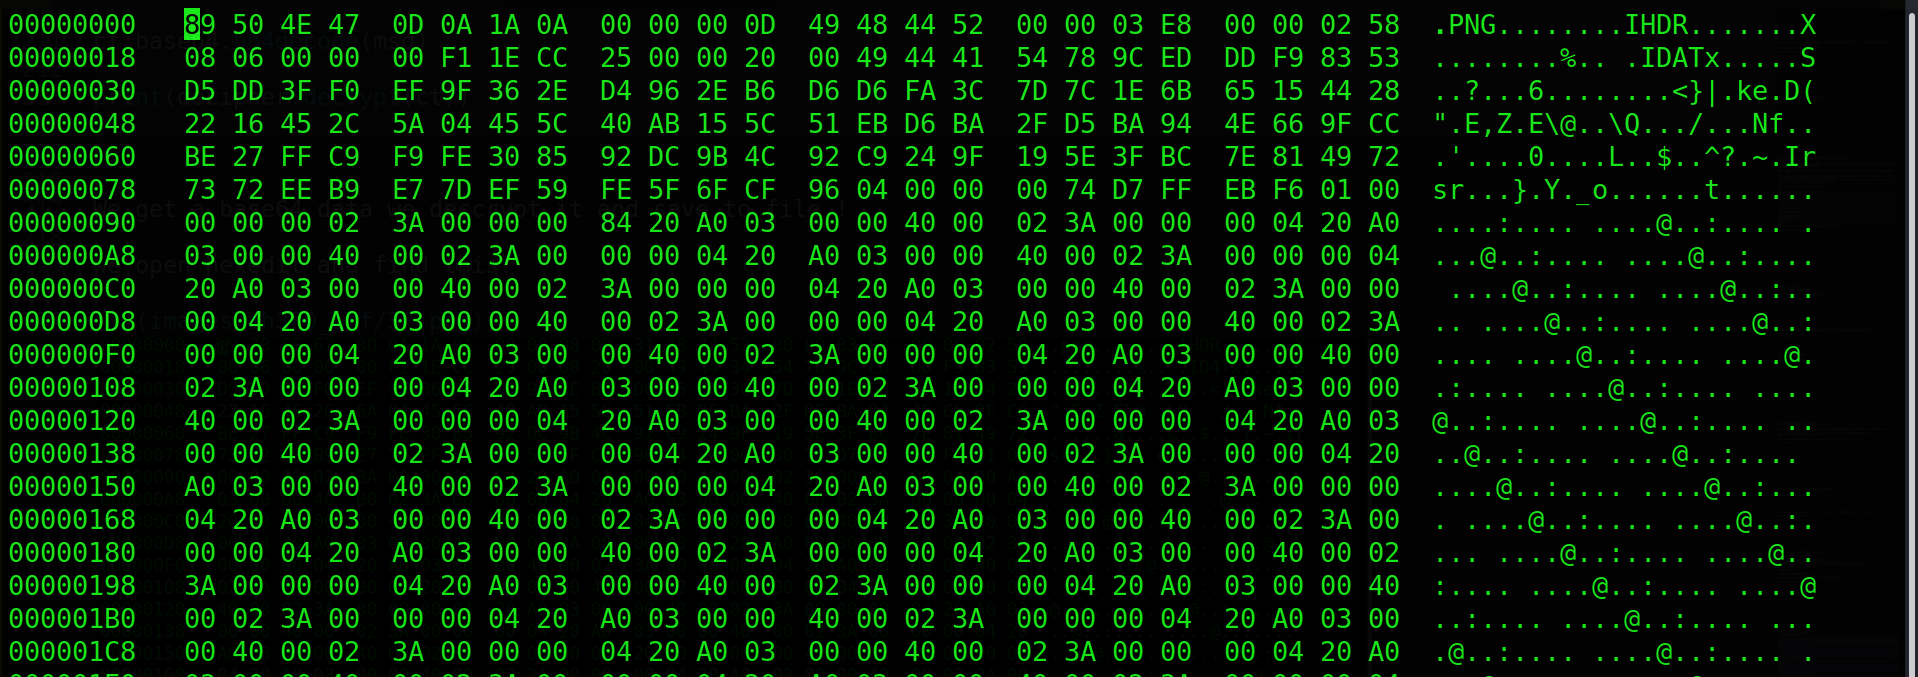 00000000 89 50 4E 47 0D 0A 1A 0A 00 00 00 0D 49 48 44 52 00 00 03 E8 00 00 02 58 .PNG........IHDR.......X
00000018 08 06 00 00 00 F1 1E CC 25 00 00 20 00 49 44 41 54 78 9C ED DD F9 83 53 ........%.. .IDATx.....S
00000030 D5 DD 3F F0 EF 9F 36 2E D4 96 2E B6 D6 D6 FA 3C 7D 7C 1E 6B 65 15 44 28 ..?...6........<}|.ke.D(
00000048 22 16 45 2C 5A 04 45 5C 40 AB 15 5C 51 EB D6 BA 2F D5 BA 94 4E 66 9F CC ".E,Z.E\@..\Q.../...Nf..
00000060 BE 27 FF C9 F9 FE 30 85 92 DC 9B 4C 92 C9 24 9F 19 5E 3F BC 7E 81 49 72 .'....0....L..$..^?.~.Ir
00000078 73 72 EE B9 E7 7D EF 59 FE 5F 6F CF 96 04 00 00 00 74 D7 FF EB F6 01 00 sr...}.Y._o......t......
00000090 00 00 00 02 3A 00 00 00 84 20 A0 03 00 00 40 00 02 3A 00 00 00 04 20 A0 ....:.... ....@..:.... .
000000A8 03 00 00 40 00 02 3A 00 00 00 04 20 A0 03 00 00 40 00 02 3A 00 00 00 04 ...@..:.... ....@..:....
000000C0 20 A0 03 00 00 40 00 02 3A 00 00 00 04 20 A0 03 00 00 40 00 02 3A 00 00  ....@..:.... ....@..:..
000000D8 00 04 20 A0 03 00 00 40 00 02 3A 00 00 00 04 20 A0 03 00 00 40 00 02 3A .. ....@..:.... ....@..:
000000F0 00 00 00 04 20 A0 03 00 00 40 00 02 3A 00 00 00 04 20 A0 03 00 00 40 00 .... ....@..:.... ....@.
00000108 02 3A 00 00 00 04 20 A0 03 00 00 40 00 02 3A 00 00 00 04 20 A0 03 00 00 .:.... ....@..:.... ....
00000120 40 00 02 3A 00 00 00 04 20 A0 03 00 00 40 00 02 3A 00 00 00 04 20 A0 03 @..:.... ....@..:.... ..
00000138 00 00 40 00 02 3A 00 00 00 04 20 A0 03 00 00 40 00 02 3A 00 00 00 04 20 ..@..:.... ....@..:....
00000150 A0 03 00 00 40 00 02 3A 00 00 00 04 20 A0 03 00 00 40 00 02 3A 00 00 00 ....@..:.... ....@..:...
00000168 04 20 A0 03 00 00 40 00 02 3A 00 00 00 04 20 A0 03 00 00 40 00 02 3A 00 . ....@..:.... ....@..:.
00000180 00 00 04 20 A0 03 00 00 40 00 02 3A 00 00 00 04 20 A0 03 00 00 40 00 02 ... ....@..:.... ....@..
00000198 3A 00 00 00 04 20 A0 03 00 00 40 00 02 3A 00 00 00 04 20 A0 03 00 00 40 :.... ....@..:.... ....@
000001B0 00 02 3A 00 00 00 04 20 A0 03 00 00 40 00 02 3A 00 00 00 04 20 A0 03 00 ..:.... ....@..:.... ...
000001C8 00 40 00 02 3A 00 00 00 04 20 A0 03 00 00 40 00 02 3A 00 00 00 04 20 A0 .@..:.... ....@..:.... .